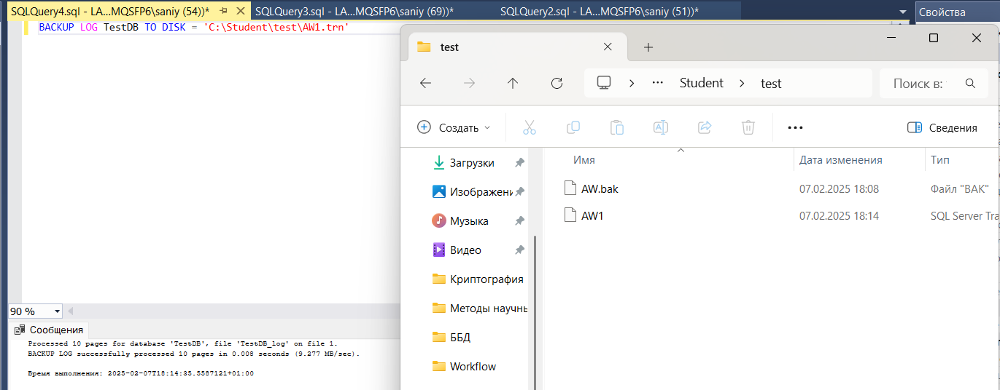 SQLQuery4.sql - LA...MQSFP6\saniy (54))*
SQLQuery3.sql - LA...MQSFP6\saniy (69))*
SQLQuery2.sql - LA...MQSFP6\saniy (51))*
Свойства
BACKUP LOG TestDB TO DISK = 'C:\Student\test\AW1.trn'
test
Student
test
Поиск в:
Создать
Сведения
Загрузки
Изображени
Музыка
Видео
Криптография
Методы научны
ББД
Workflow
Имя
Дата изменения
Тип
AW.bak
07.02.2025 18:08
Файл "BAK"
AW1
07.02.2025 18:14
SQL Server Tra
90 %
Сообщения
Processed 10 pages for database 'TestDB', file 'TestDB_log' on file 1.
BACKUP LOG successfully processed 10 pages in 0.008 seconds (9.277 MB/sec).
Время выполнения: 2025-02-07T18:14:35.5587121+01:00